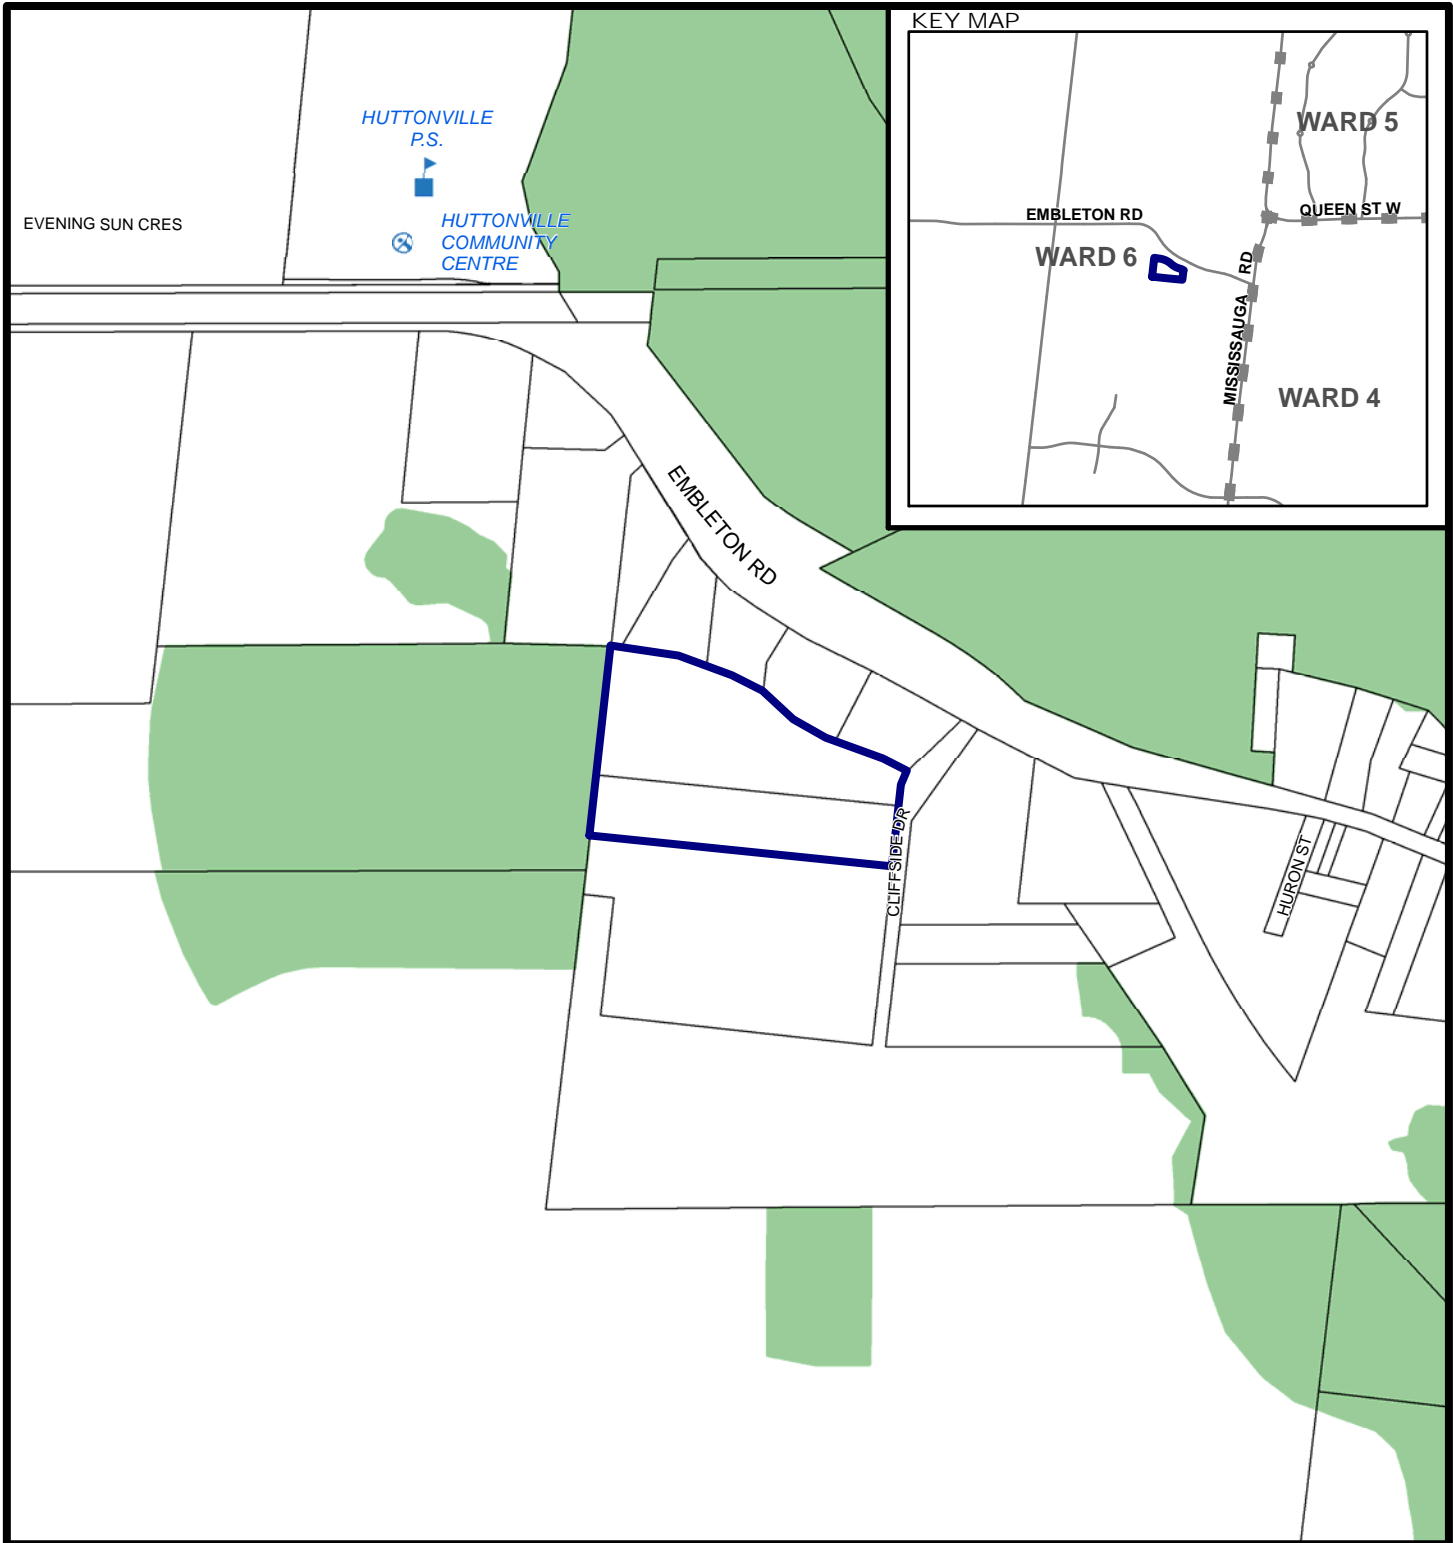 KEY MAP
HUTTONVILLE
P.S.
EVENING SUN CRES
HUTTONVILLE
COMMUNITY
CENTRE
WARD 5
EMBLETON RD
QUEEN ST W
WARD 6
MISSISSAUGA RD
WARD 4
EMBLETON RD
CLIFFSIDE DR
HURON ST